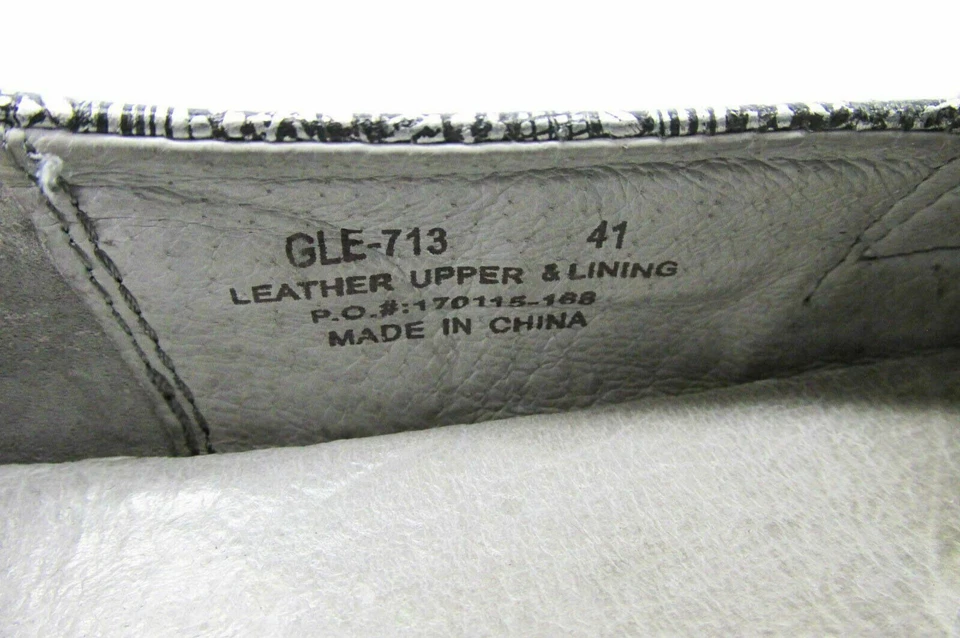 GLE-713 41
LEATHER UPPER & LINING
P.O.#:170115-168
MADE IN CHINA